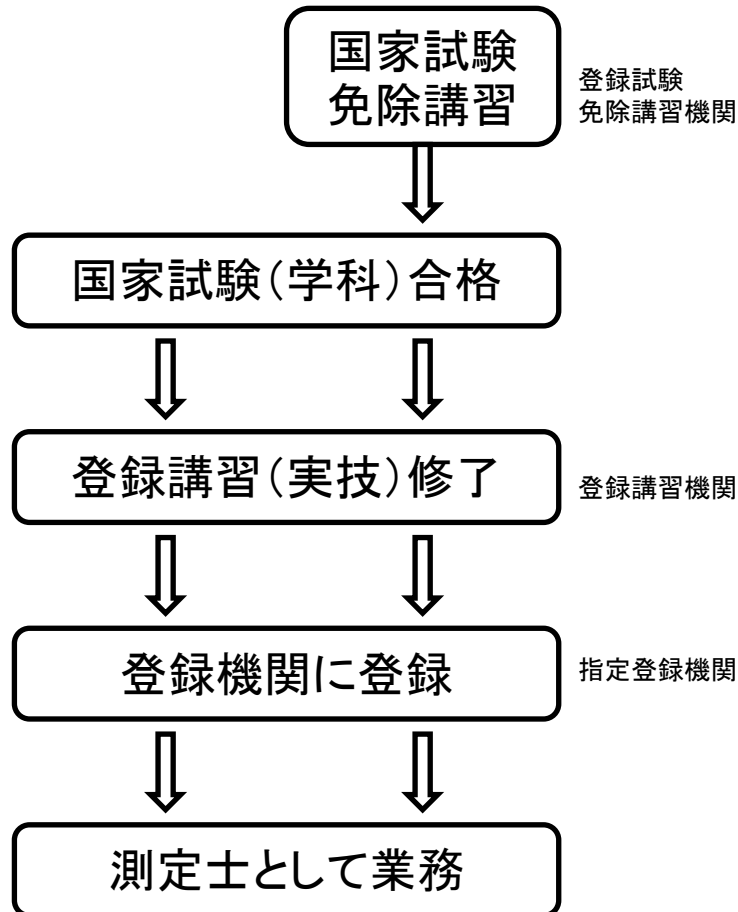 国家試験
免除講習
登録試験
免除講習機関
国家試験（学科）合格
登録講習（実技）修了
登録講習機関
登録機関に登録
指定登録機関
測定士として業務